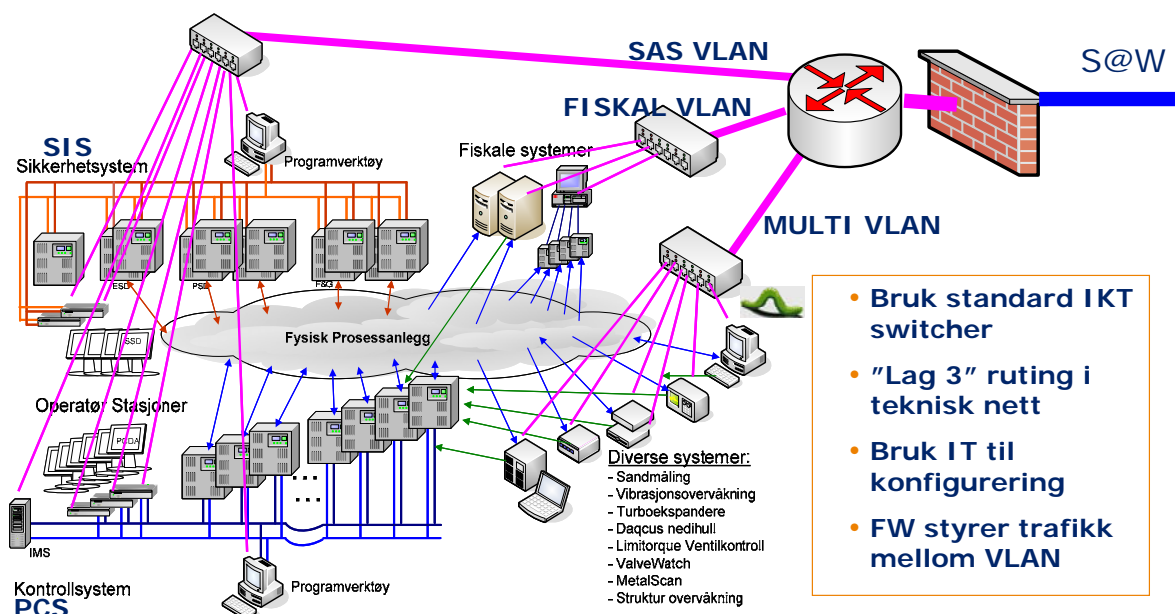 SAS VLAN
S@W
FISKAL VLAN
SIS
Sikkerhetsystem
Programverktøy
Fiskale systemer
MULTI VLAN
ESD
PSD
F&G
Fysisk Prosessanlegg
SSD
Operatør Stasjoner
PCDA
IMS
Kontrollsystem
PCS
Programverktøy
Diverse systemer:
- Sandmåling
- Vibrasjonsovervåkning
- Turboekspandere
- Daqcus nedihull
- Limitorque Ventilkontroll
- ValveWatch
- MetalScan
- Struktur overvåkning
• Bruk standard IKT
switcher
• ”Lag 3” ruting i
teknisk nett
• Bruk IT til
konfigurering
• FW styrer trafikk
mellom VLAN